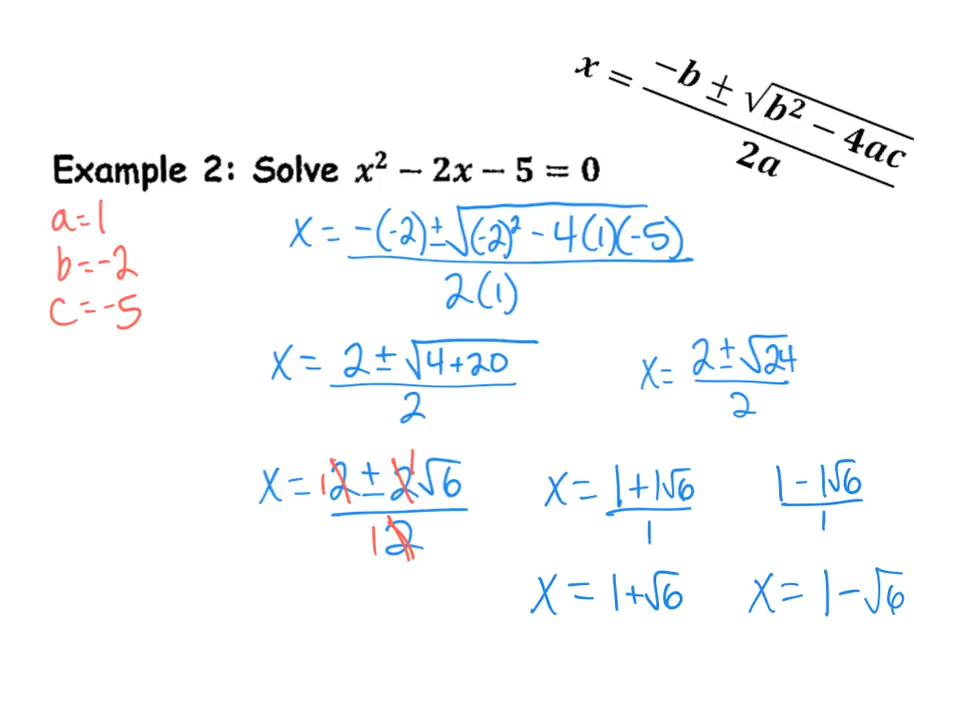 x = (-b ± √(b² − 4ac)) / 2a
Example 2: Solve x² − 2x − 5 = 0
a=1
b=-2
c=-5
x = (-(-2) ± √((-2)² - 4(1)(-5))) / 2(1)
x = (2 ± √(4+20)) / 2
x = (2 ± √24) / 2
x = (12 ± 12√6) / 12
x = (1+1√6) / 1
(1-1√6) / 1
x = 1+√6
x = 1-√6